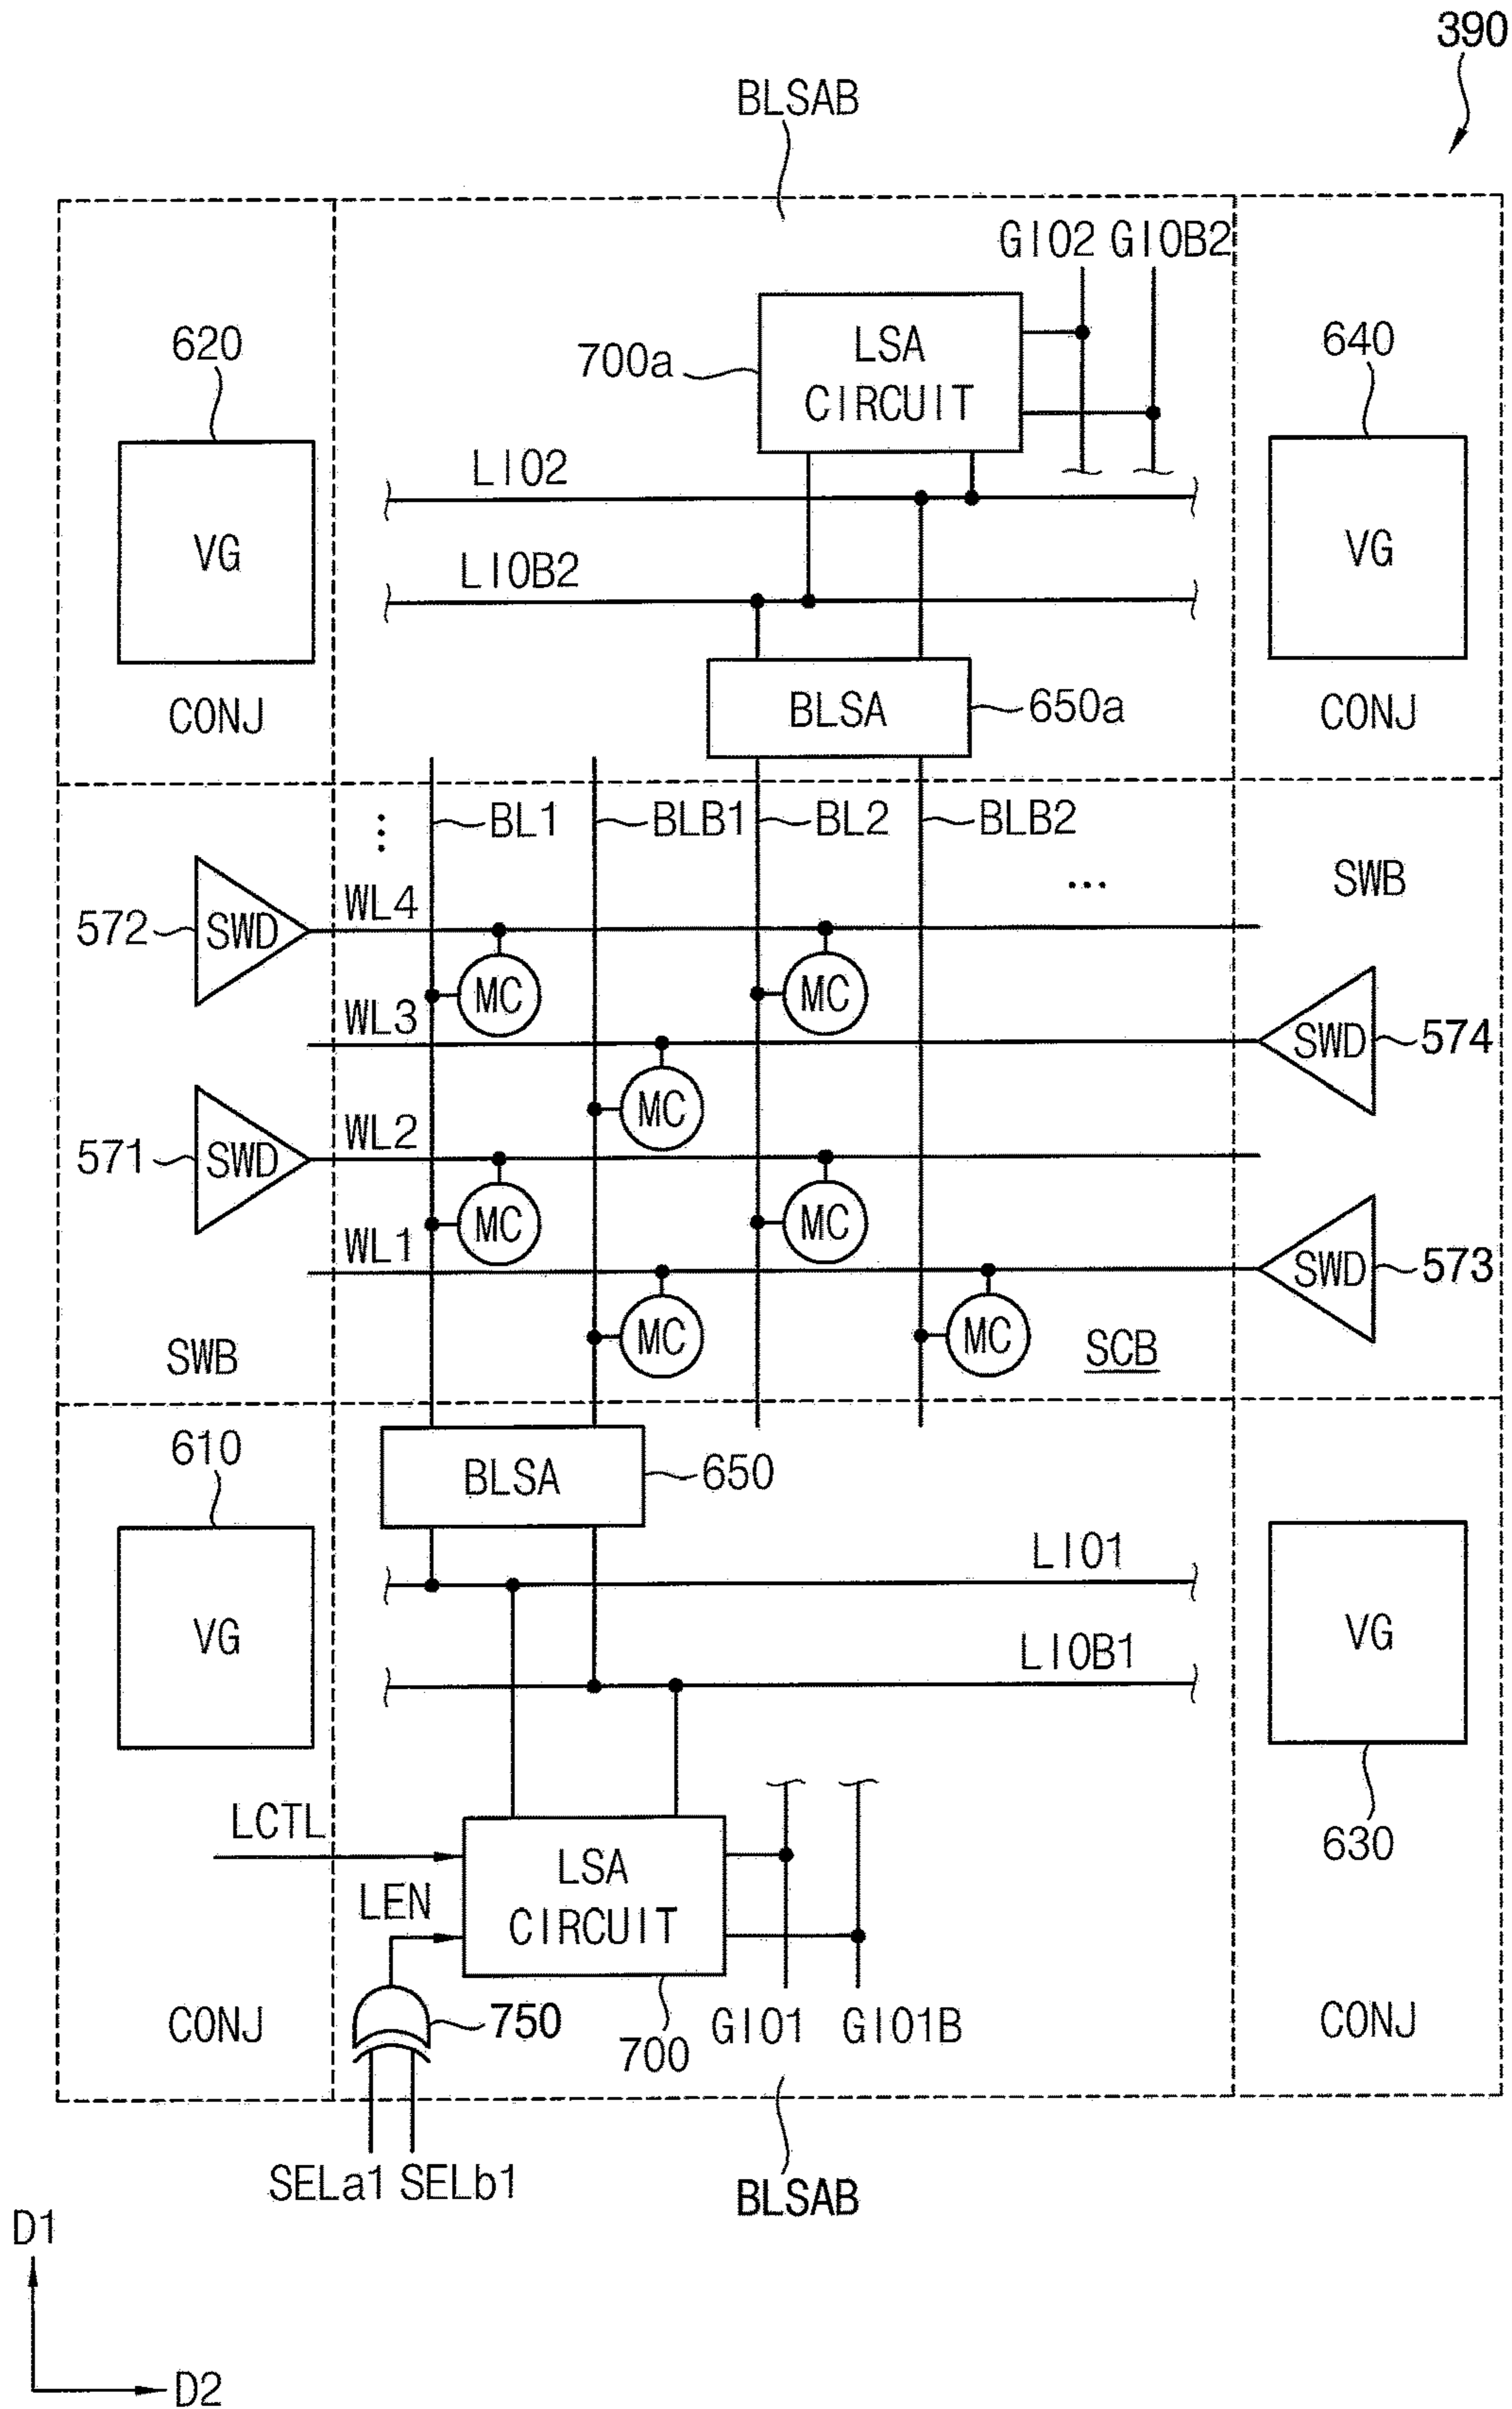 390
BLSAB
GIO2 GIOB2
620
700a
LSA
CIRCUIT
640
LIO2
VG
VG
LIOB2
CONJ
BLSA
650a
CONJ
BL1
BLB1
BL2
BLB2
SWB
572
SWD
WL4
MC
MC
WL3
SWD
574
MC
571
SWD
WL2
MC
MC
WL1
SWD
573
MC
MC
SWB
SCB
610
BLSA
650
LIO1
VG
VG
LIOB1
LCTL
630
LEN
LSA
CIRCUIT
CONJ
750
700
GIO1
GIO1B
CONJ
SELa1
SELb1
BLSAB
D1
D2